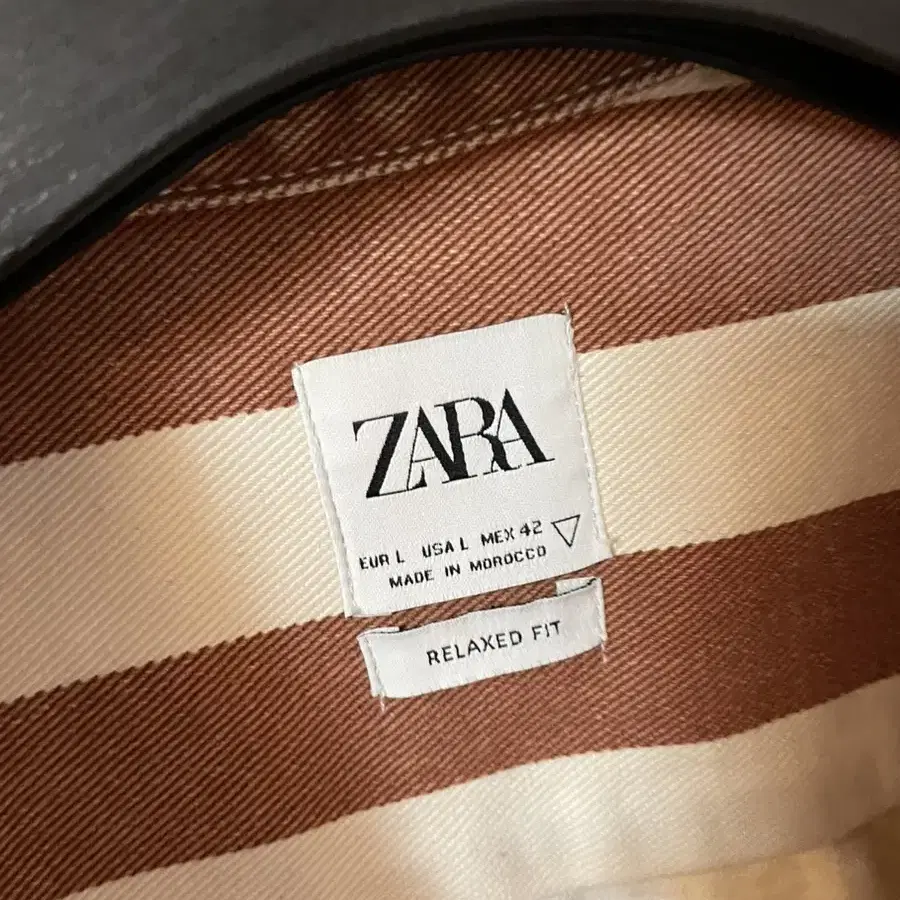 ZARA
EUR L USA L MEX 42
MADE IN MOROCCO
RELAXED FIT